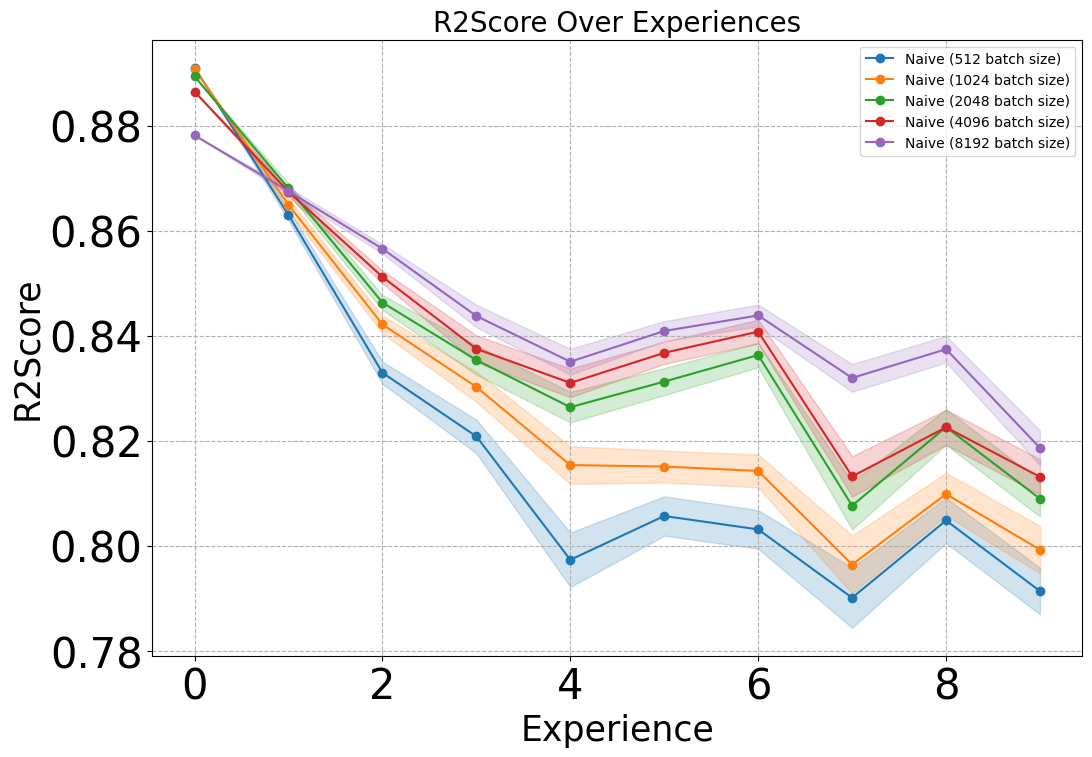 R2Score Over Experiences
Naive (512 batch size)
Naive (1024 batch size)
Naive (2048 batch size)
Naive (4096 batch size)
Naive (8192 batch size)
0.88
0.86
0.84
0.82
0.80
0.78
R2Score
0 2 4 6 8
Experience